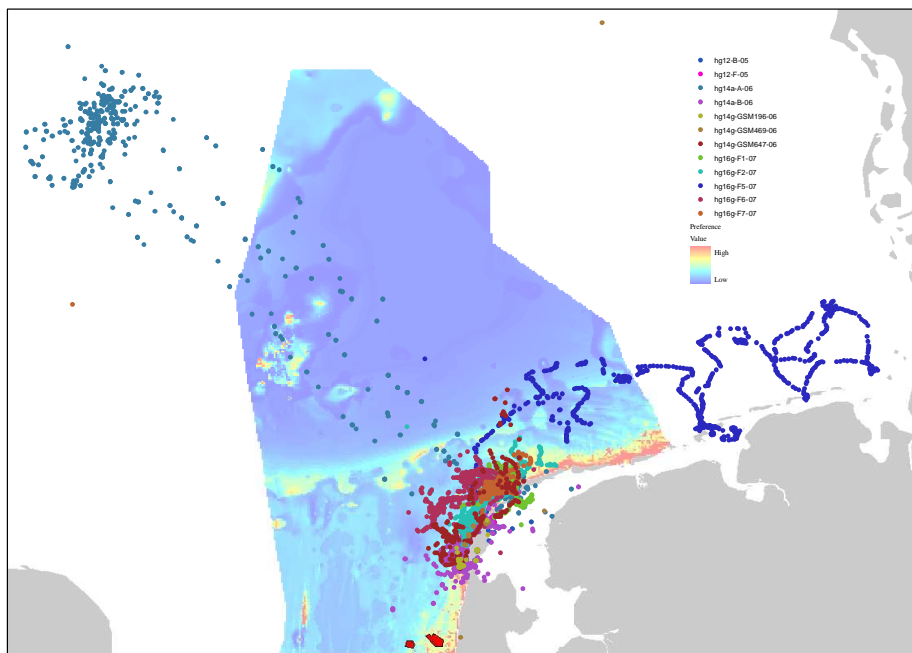 hg12-B-05
hg12-F-05
hg14a-A-06
hg14a-B-06
hg14g-GSM196-06
hg14g-GSM469-06
hg14g-GSM647-06
hg16g-F1-07
hg16g-F2-07
hg16g-F5-07
hg16g-F6-07
hg16g-F7-07
Preference
Value
High
Low